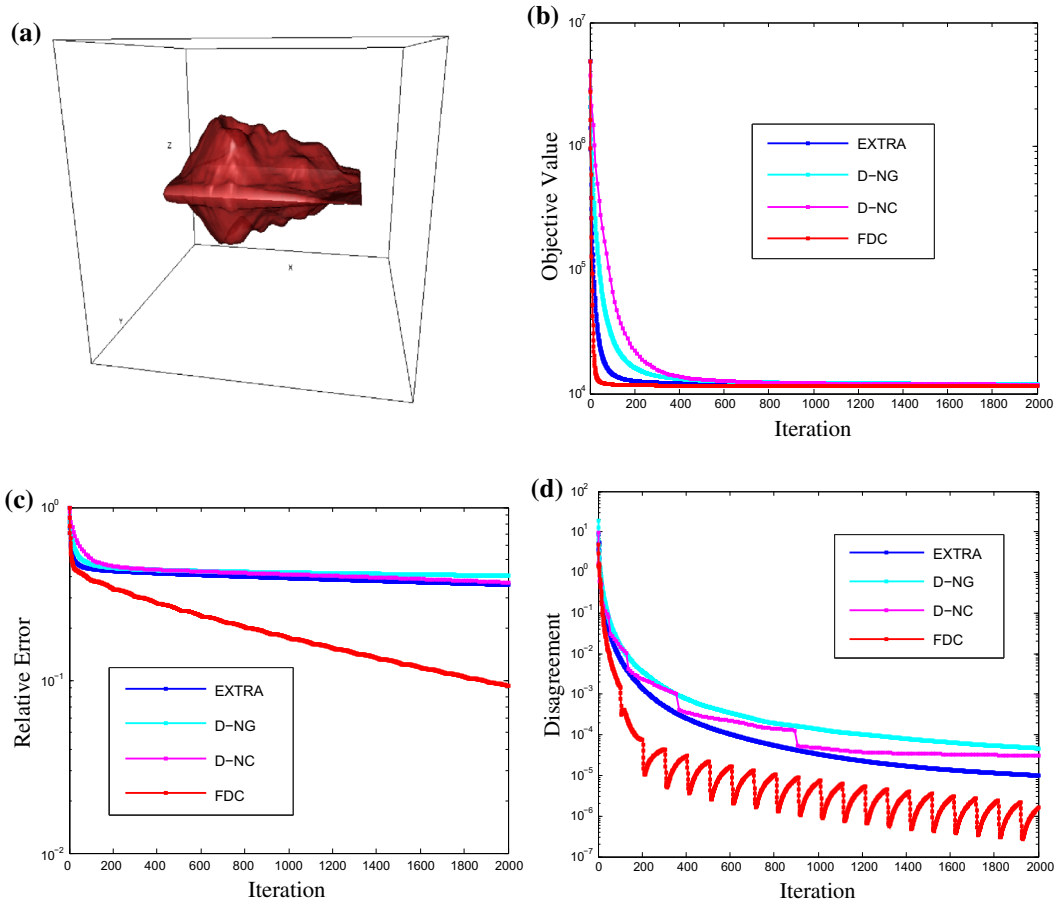 (a)
Z
X
Y
(b)
Objective Value
10^7
10^6
10^5
10^4
EXTRA
D−NG
D−NC
FDC
0 200 400 600 800 1000 1200 1400 1600 1800 2000
Iteration
(c)
Relative Error
10^0
10^−1
10^−2
EXTRA
D−NG
D−NC
FDC
0 200 400 600 800 1000 1200 1400 1600 1800 2000
Iteration
(d)
Disagreement
10^2
10^1
10^0
10^−1
10^−2
10^−3
10^−4
10^−5
10^−6
10^−7
EXTRA
D−NG
D−NC
FDC
0 200 400 600 800 1000 1200 1400 1600 1800 2000
Iteration